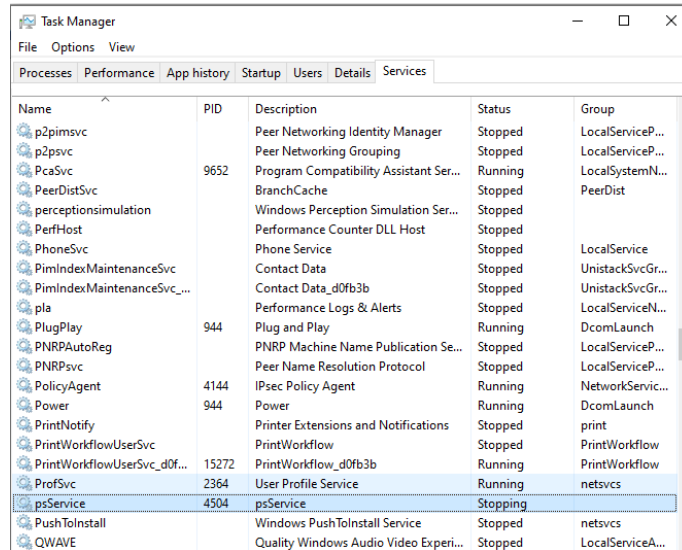 Task Manager
File Options View
Processes Performance App history Startup Users Details Services
Name PID Description Status Group
p2pimsvc Peer Networking Identity Manager Stopped LocalServiceP...
p2psvc Peer Networking Grouping Stopped LocalServiceP...
PcaSvc 9652 Program Compatibility Assistant Ser... Running LocalSystemN...
PeerDistSvc BranchCache Stopped PeerDist
perceptionsimulation Windows Perception Simulation Ser... Stopped
PerfHost Performance Counter DLL Host Stopped
PhoneSvc Phone Service Stopped LocalService
PimIndexMaintenanceSvc Contact Data Stopped UnistackSvcGr...
PimIndexMaintenanceSvc_... Contact Data_d0fb3b Stopped UnistackSvcGr...
pla Performance Logs & Alerts Stopped LocalServiceN...
PlugPlay 944 Plug and Play Running DcomLaunch
PNRPAutoReg PNRP Machine Name Publication Se... Stopped LocalServiceP...
PNRPsvc Peer Name Resolution Protocol Stopped LocalServiceP...
PolicyAgent 4144 IPsec Policy Agent Running NetworkServic...
Power 944 Power Running DcomLaunch
PrintNotify Printer Extensions and Notifications Stopped print
PrintWorkflowUserSvc PrintWorkflow Stopped PrintWorkflow
PrintWorkflowUserSvc_d0f... 15272 PrintWorkflow_d0fb3b Running PrintWorkflow
ProfSvc 2364 User Profile Service Running netsvcs
psService 4504 psService Stopping
PushToInstall Windows PushToInstall Service Stopped netsvcs
QWAVE Quality Windows Audio Video Experi... Stopped LocalServiceA...